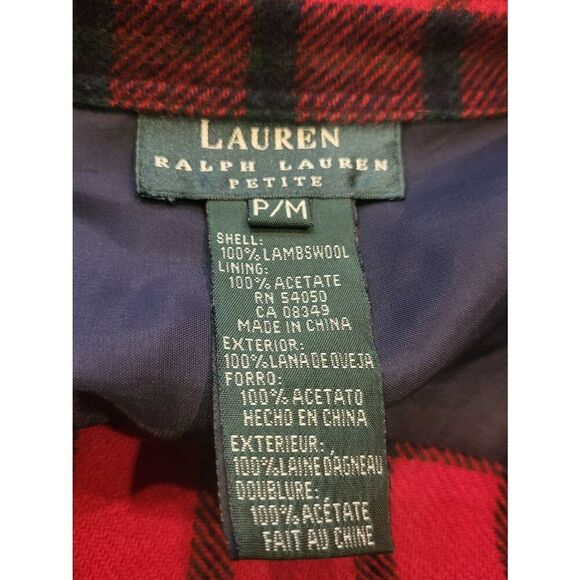 LAUREN
RALPH LAUREN
PETITE
P/M
SHELL:
100% LAMBSWOOL
LINING:
100% ACETATE
RN 54050
CA 08349
MADE IN CHINA
EXTERIOR:
100% LANA DE OVEJA
FORRO:
100% ACETATO
HECHO EN CHINA
EXTERIEUR:
100% LAINE D'AGNEAU
DOUBLURE:
100% ACÉTATE
FAIT AU CHINE